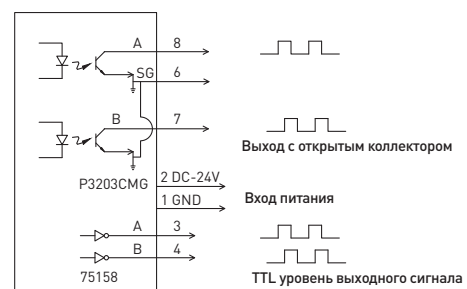 A 8
SG 6
B 7
Выход с открытым коллектором
P3203CMG
2 DC-24V
1 GND
Вход питания
A 3
B 4
75158
TTL уровень выходного сигнала